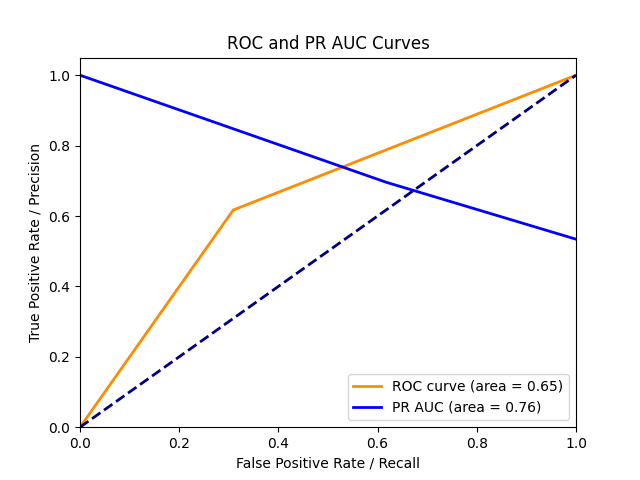 ROC and PR AUC Curves
True Positive Rate / Precision
1.0
0.8
0.6
0.4
0.2
0.0
ROC curve (area = 0.65)
PR AUC (area = 0.76)
0.0 0.2 0.4 0.6 0.8 1.0
False Positive Rate / Recall